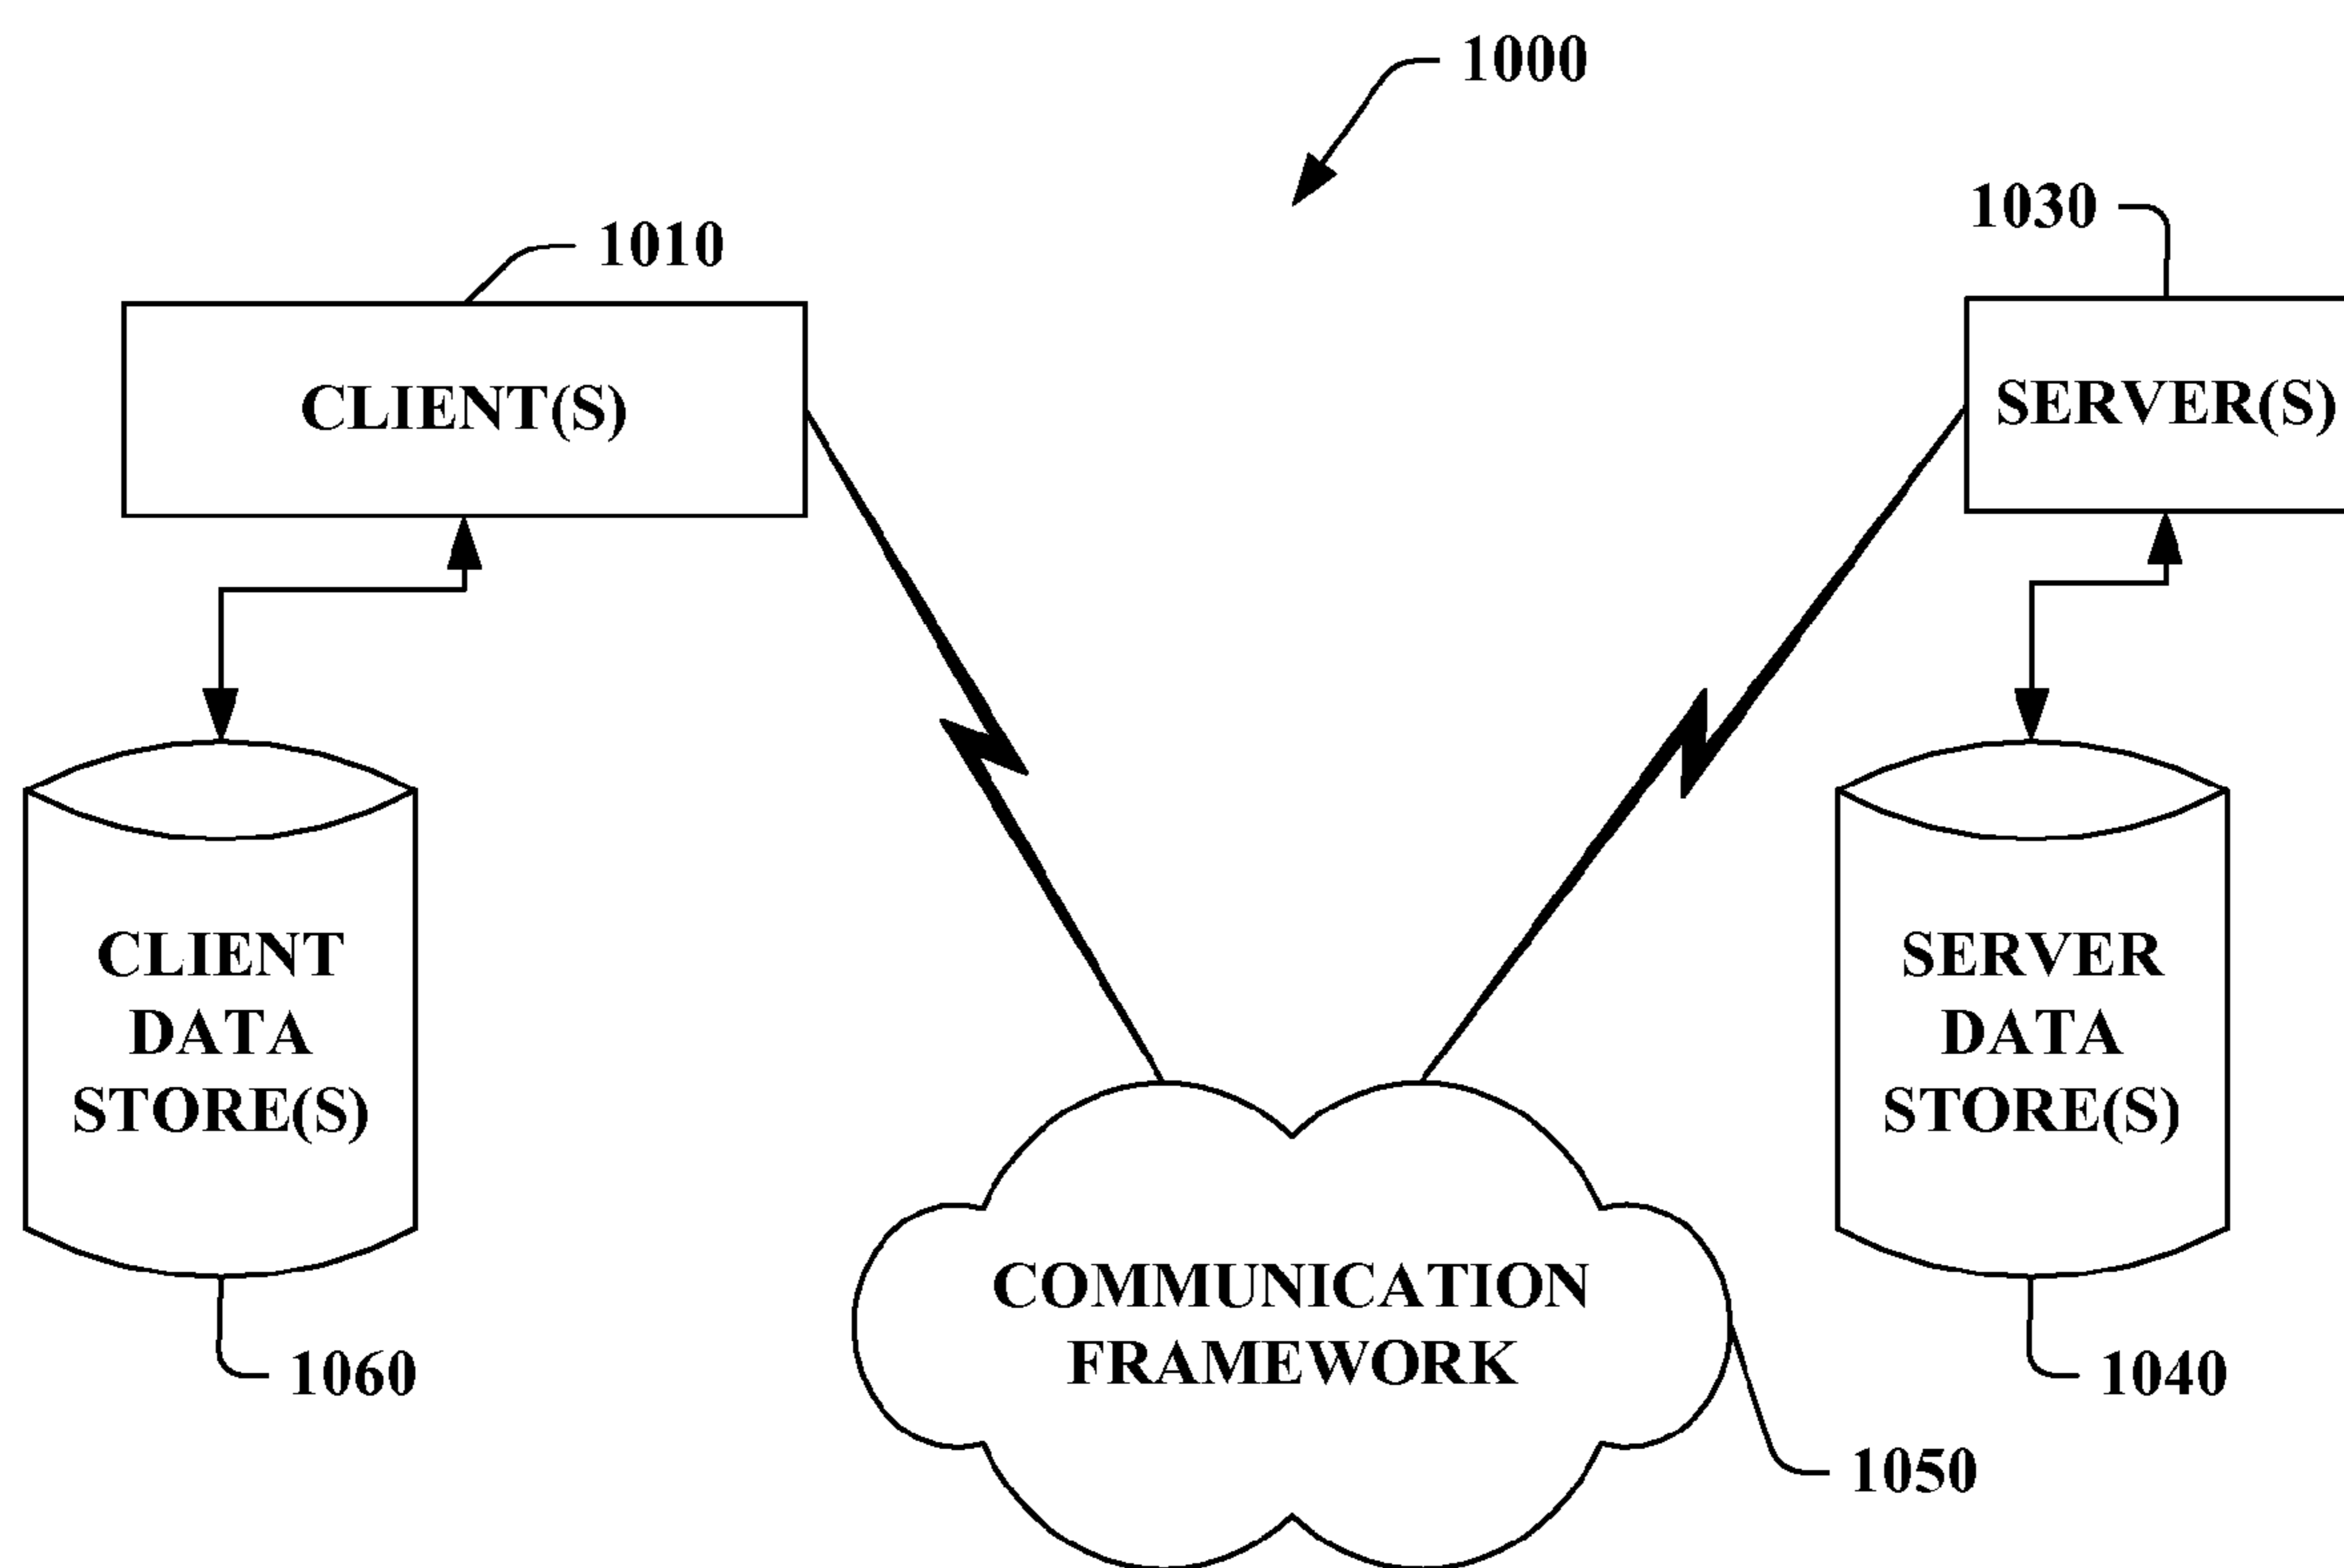 1000
1010
1030
CLIENT(S)
SERVER(S)
CLIENT
DATA
STORE(S)
SERVER
DATA
STORE(S)
COMMUNICATION
FRAMEWORK
1060
1040
1050